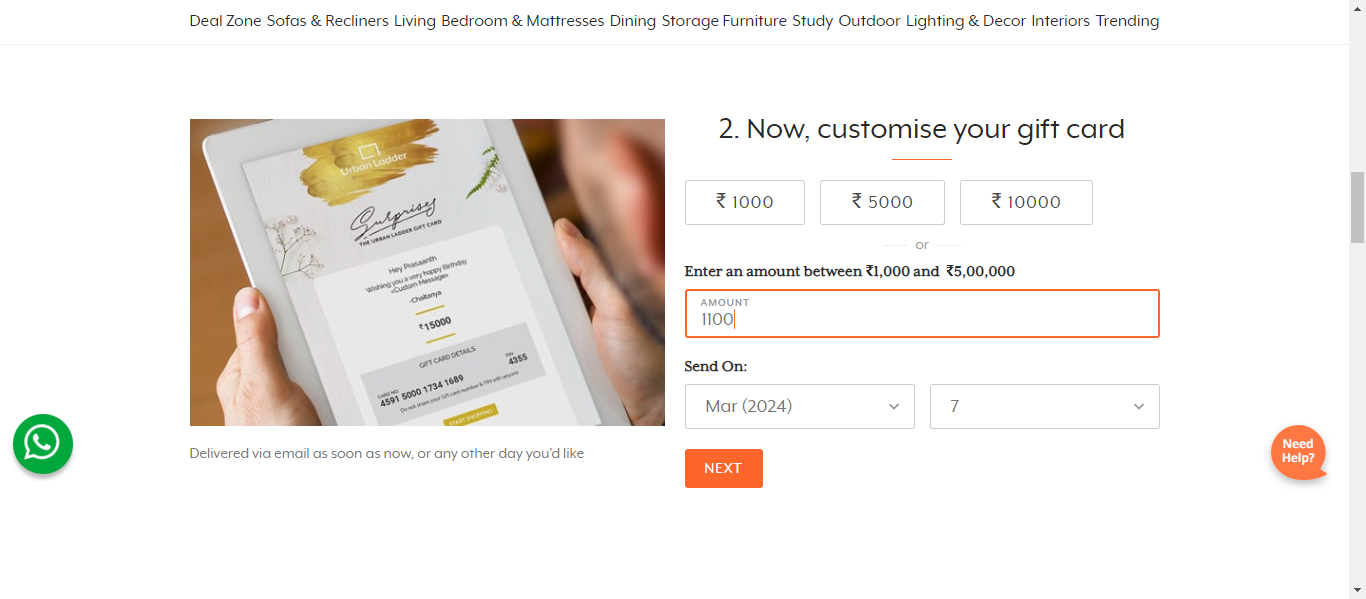 Deal Zone Sofas & Recliners Living Bedroom & Mattresses Dining Storage Furniture Study Outdoor Lighting & Decor Interiors Trending
Urban Ladder
Surprises
THE URBAN LADDER GIFT CARD
Hey Prasaanth
Wishing you a very happy Birthday
<Custom Message>
-Chaitanya
₹15000
GIFT CARD DETAILS
CARD NO. PIN
4591 5000 1734 1689 4355
Do not share your Gift card number & PIN with anyone
START SHOPPING
Delivered via email as soon as now, or any other day you'd like
2. Now, customise your gift card
₹ 1000 ₹ 5000 ₹ 10000
or
Enter an amount between ₹1,000 and ₹5,00,000
AMOUNT
1100
Send On:
Mar (2024) 7
NEXT
Need
Help?